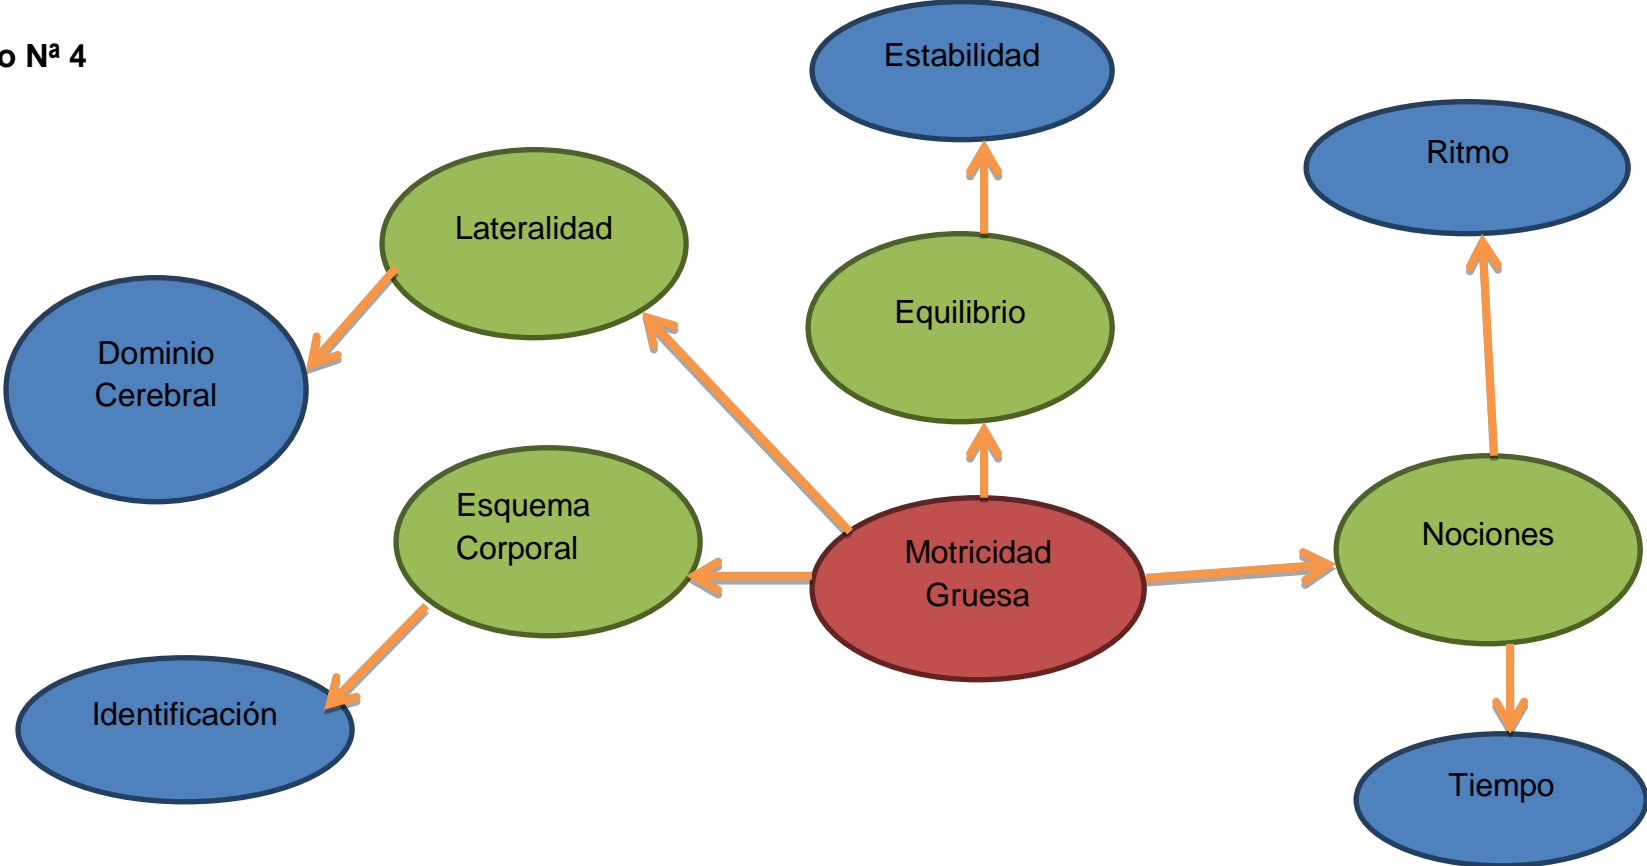 o Nª 4
Estabilidad
Ritmo
Lateralidad
Equilibrio
Dominio
Cerebral
Esquema
Corporal
Motricidad
Gruesa
Nociones
Identificación
Tiempo